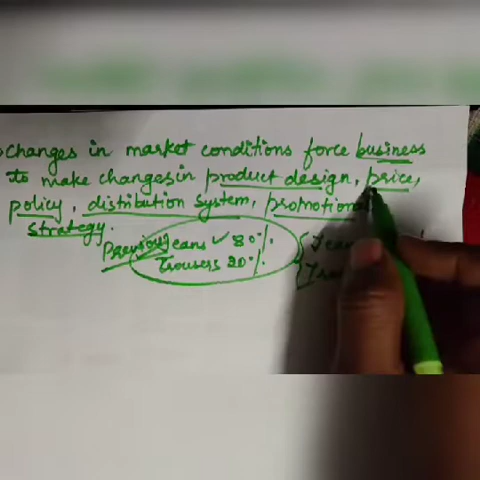 Changes in market conditions force business
to make changes in product design, price,
policy, distibution system, promotional
strategy.
Previous Jeans ✓ 80%.
Trousers 20%.